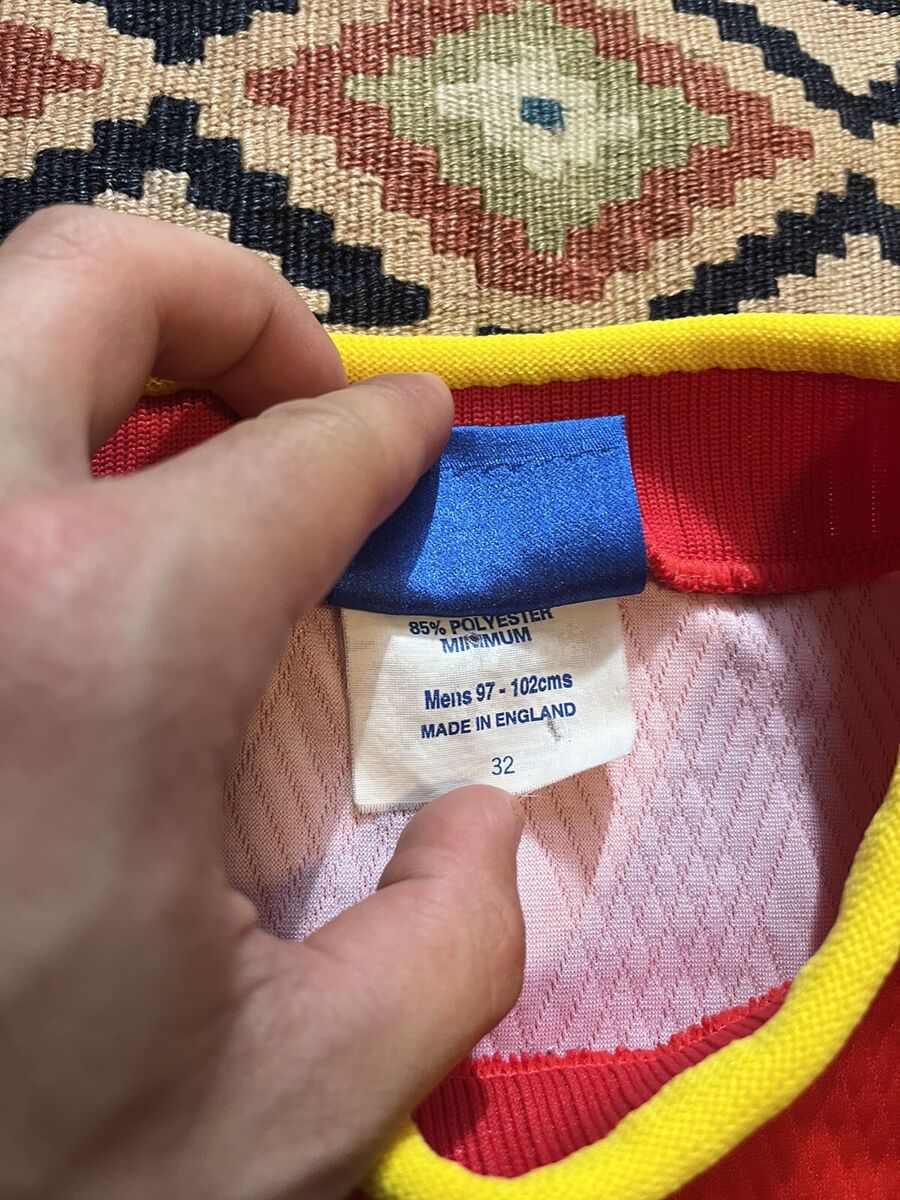 85% POLYESTER
MINIMUM
Mens 97 - 102cms
MADE IN ENGLAND
32